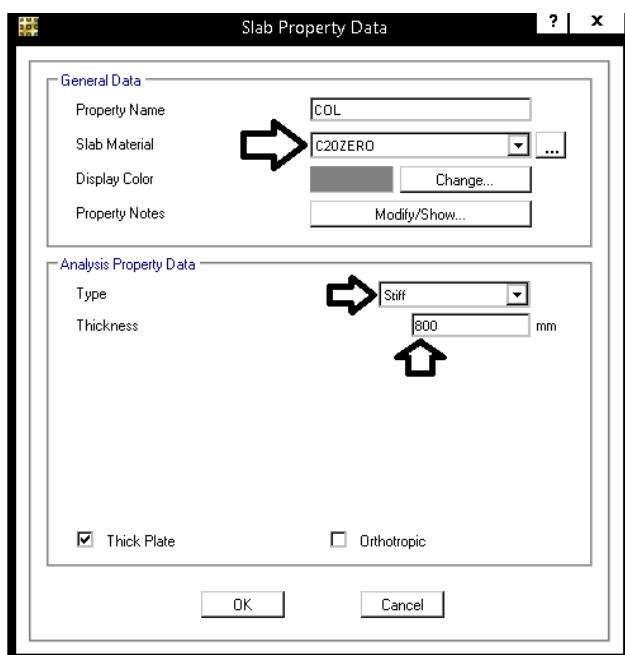 Slab Property Data
? x
General Data
Property Name COL
Slab Material C20ZERO ...
Display Color Change...
Property Notes Modify/Show...
Analysis Property Data
Type Stiff
Thickness 800 mm
Thick Plate Orthotropic
OK Cancel